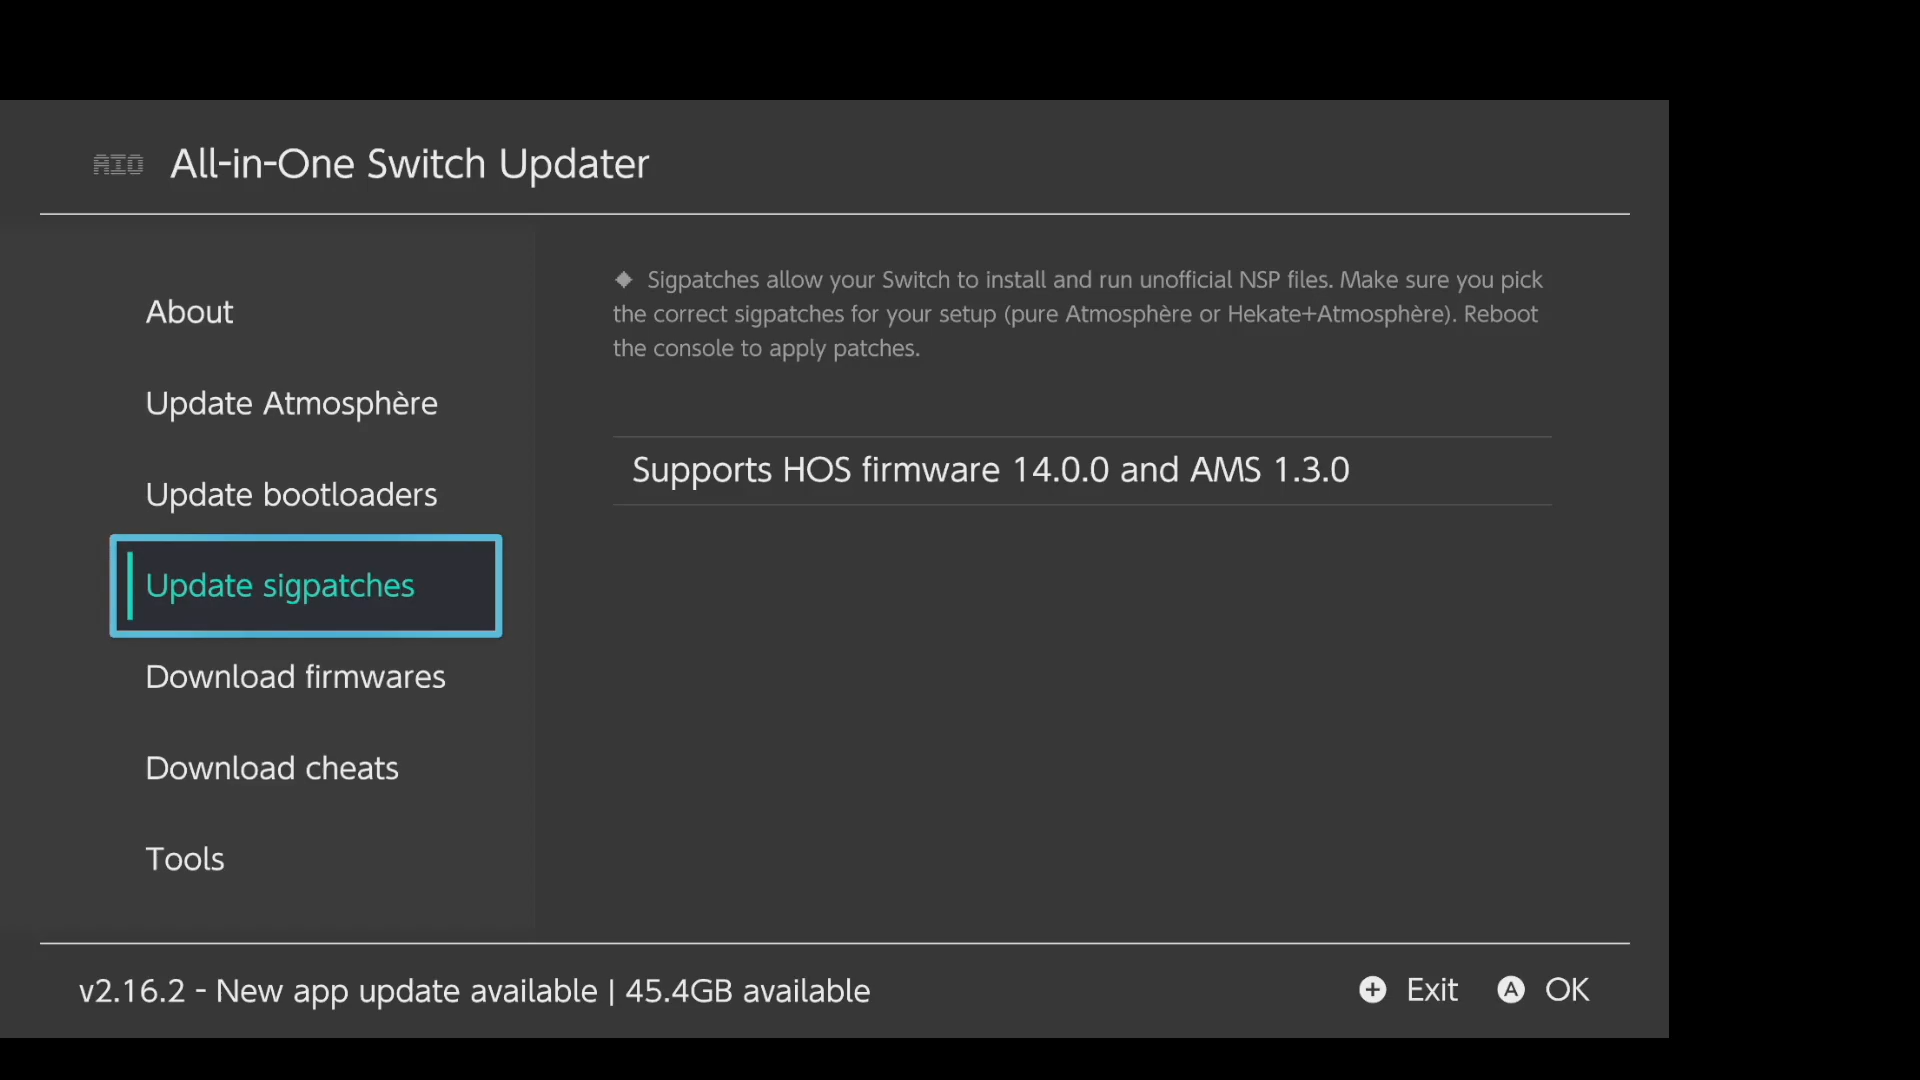 AIO All-in-One Switch Updater
About
Update Atmosphère
Update bootloaders
Update sigpatches
Download firmwares
Download cheats
Tools
◆ Sigpatches allow your Switch to install and run unofficial NSP files. Make sure you pick
the correct sigpatches for your setup (pure Atmosphère or Hekate+Atmosphère). Reboot
the console to apply patches.
Supports HOS firmware 14.0.0 and AMS 1.3.0
v2.16.2 - New app update available | 45.4GB available
+ Exit A OK